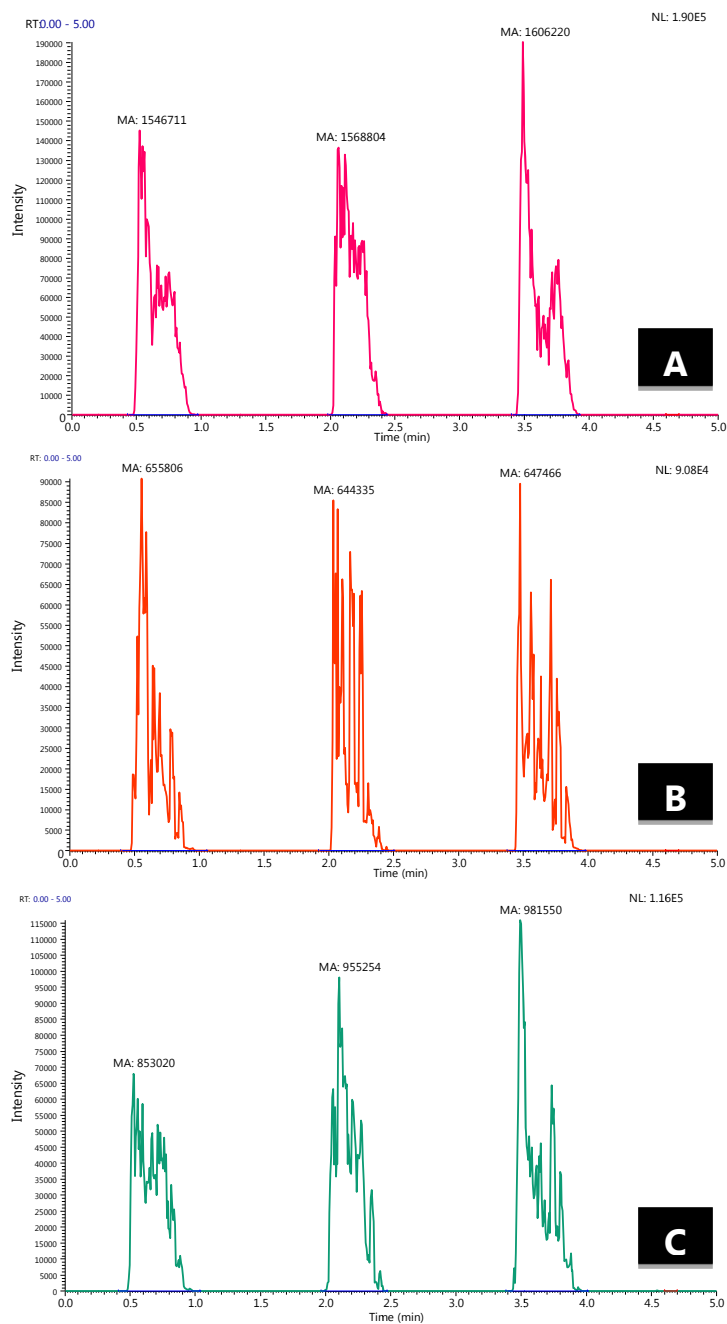 RT:0.00 - 5.00
NL: 1.90E5
MA: 1606220
MA: 1546711
MA: 1568804
190000
180000
170000
160000
150000
140000
130000
120000
110000
100000
90000
80000
70000
60000
50000
40000
30000
20000
10000
0
Intensity
A
0.0 0.5 1.0 1.5 2.0 2.5 3.0 3.5 4.0 4.5 5.0
Time (min)
RT: 0.00 - 5.00
NL: 9.08E4
MA: 655806
MA: 644335
MA: 647466
90000
85000
80000
75000
70000
65000
60000
55000
50000
45000
40000
35000
30000
25000
20000
15000
10000
5000
0
Intensity
B
0.0 0.5 1.0 1.5 2.0 2.5 3.0 3.5 4.0 4.5 5.0
Time (min)
RT: 0.00 - 5.00
NL: 1.16E5
MA: 981550
MA: 955254
MA: 853020
115000
110000
105000
100000
95000
90000
85000
80000
75000
70000
65000
60000
55000
50000
45000
40000
35000
30000
25000
20000
15000
10000
5000
0
Intensity
C
0.0 0.5 1.0 1.5 2.0 2.5 3.0 3.5 4.0 4.5 5.0
Time (min)